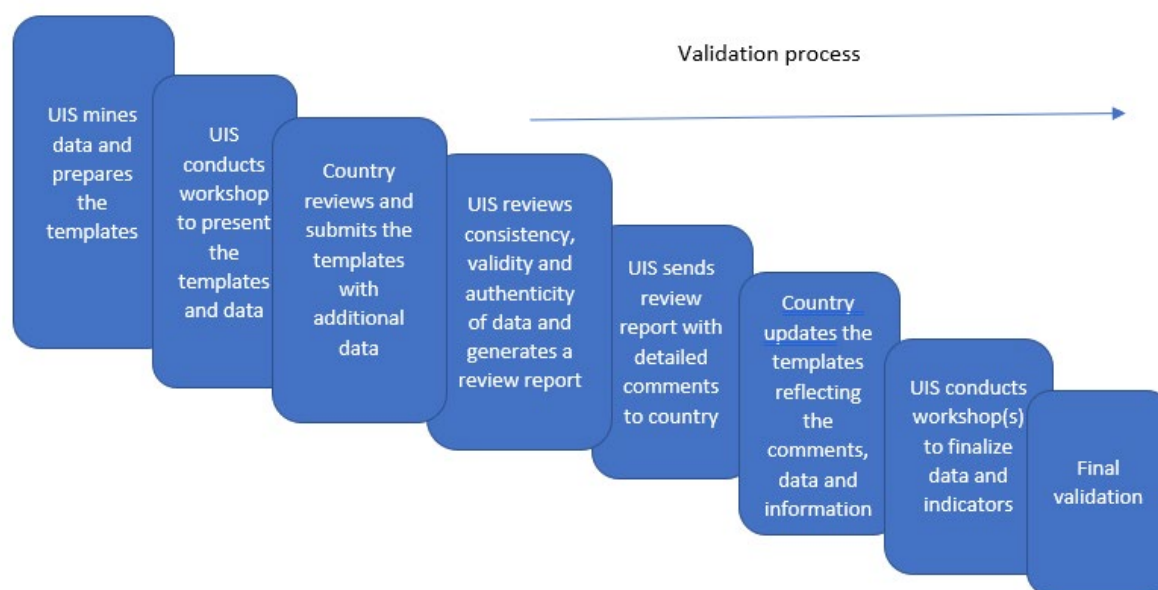 Validation process
UIS mines
data and
prepares
the
templates
UIS
conducts
workshop
to present
the
templates
and data
Country
reviews and
submits the
templates
with
additional
data
UIS reviews
consistency,
validity and
authenticity
of data and
generates a
review report
UIS sends
review
report with
detailed
comments
to country
Country
updates the
templates
reflecting
the
comments,
data and
information
UIS conducts
workshop(s)
to finalize
data and
indicators
Final
validation